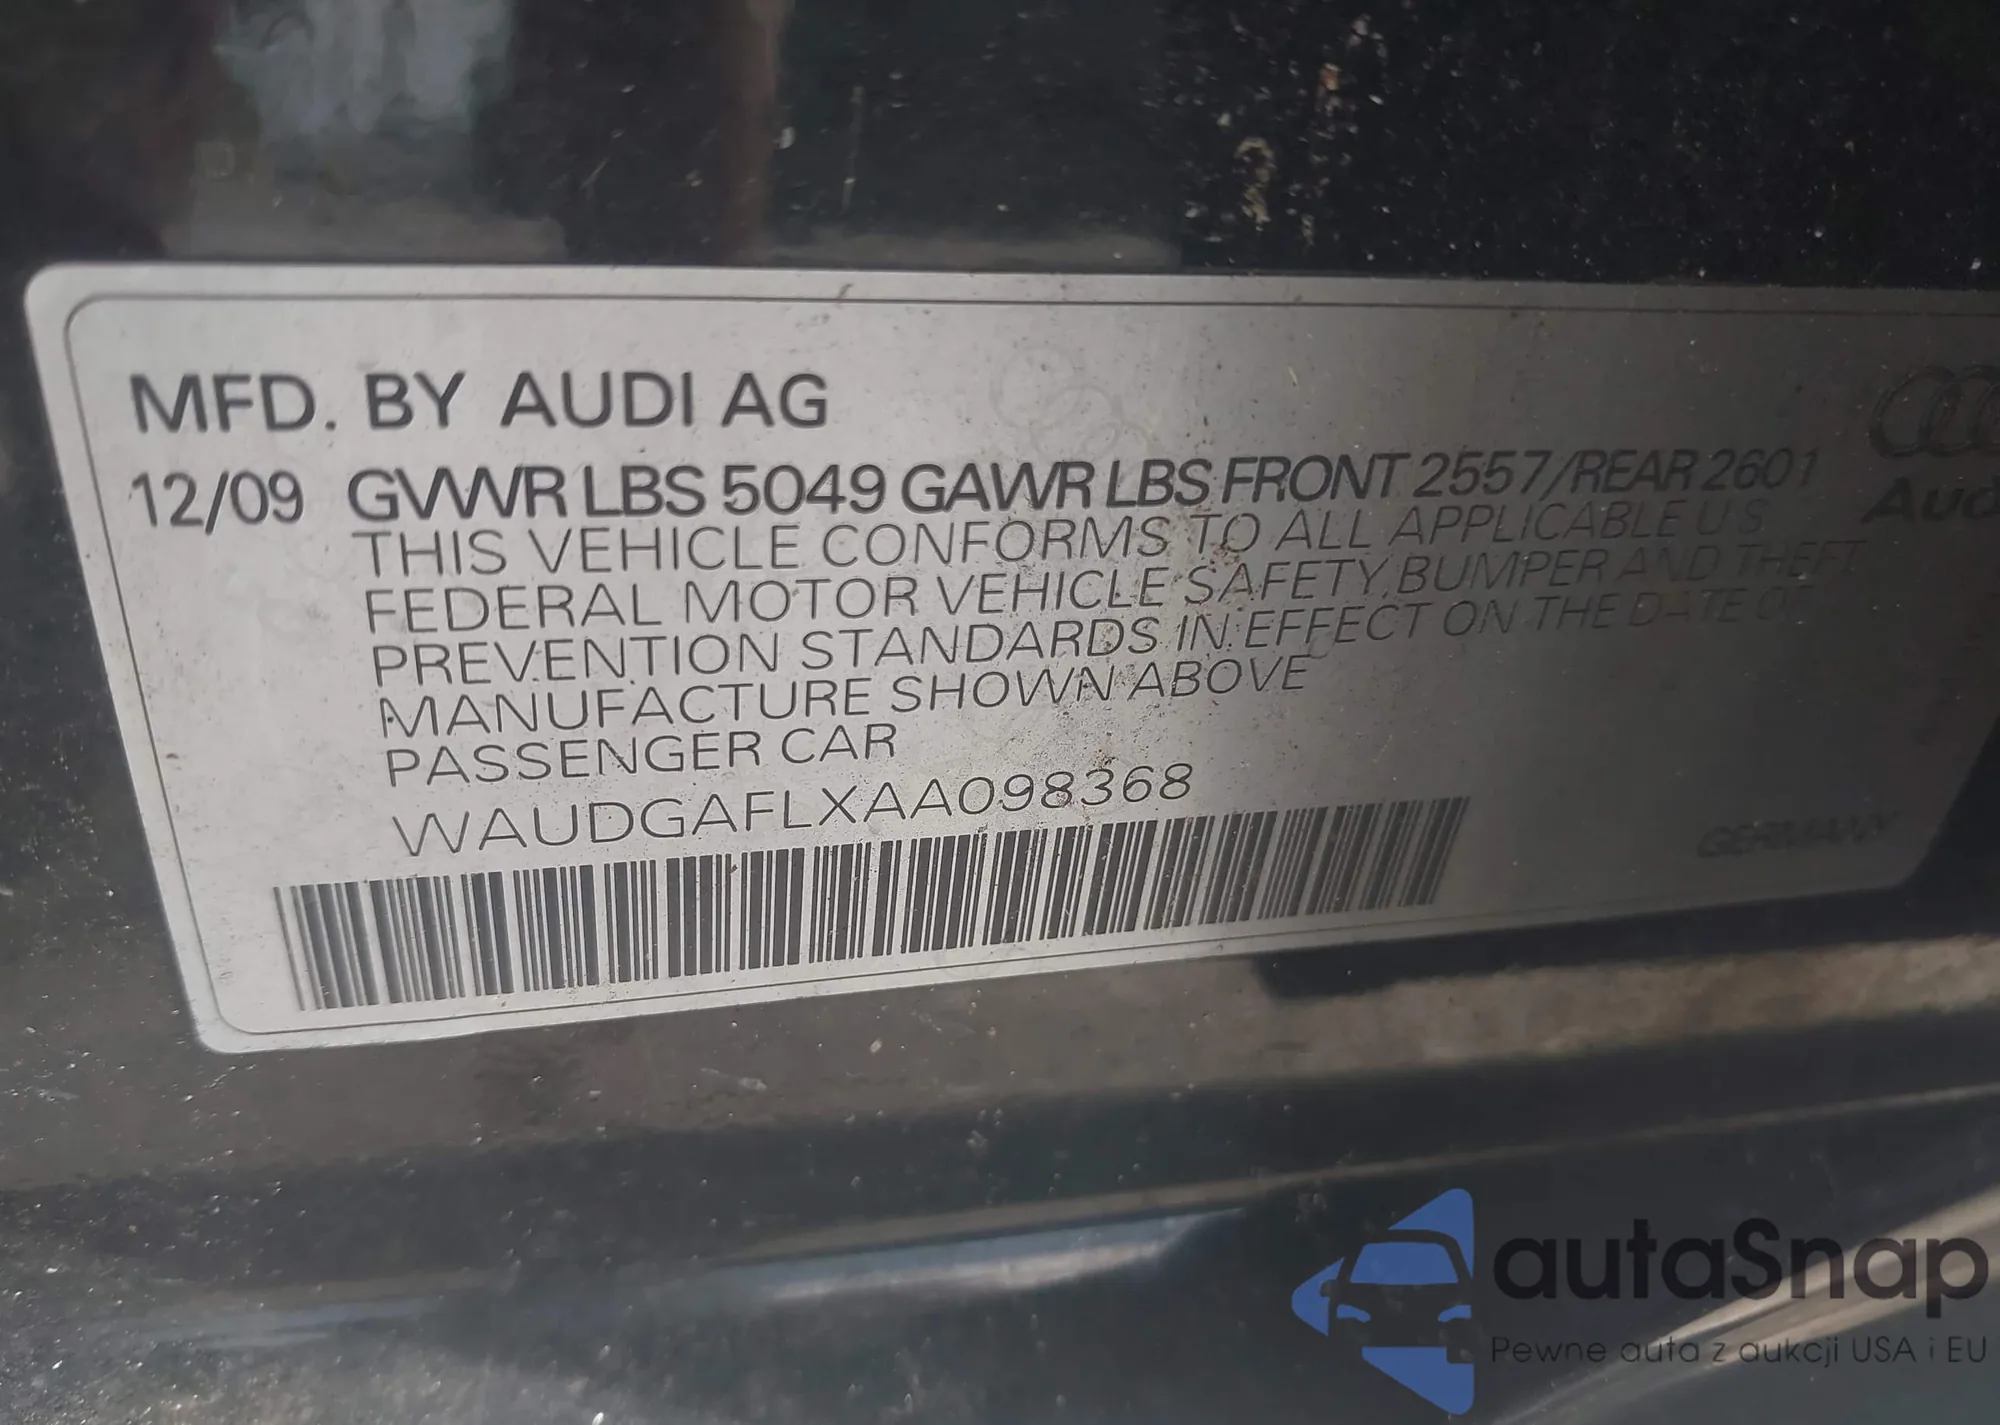 MFD. BY AUDI AG
12/09 GVWR LBS 5049 GAWR LBS FRONT 2557/REAR 2601
THIS VEHICLE CONFORMS TO ALL APPLICABLE U S
FEDERAL MOTOR VEHICLE SAFETY, BUMPER AND THEFT
PREVENTION STANDARDS IN EFFECT ON THE DATE OF
MANUFACTURE SHOWN ABOVE
PASSENGER CAR
WAUDGAFLXAA098368
Aud
GERMANY
autaSnap
Pewne auta z aukcji USA i EU